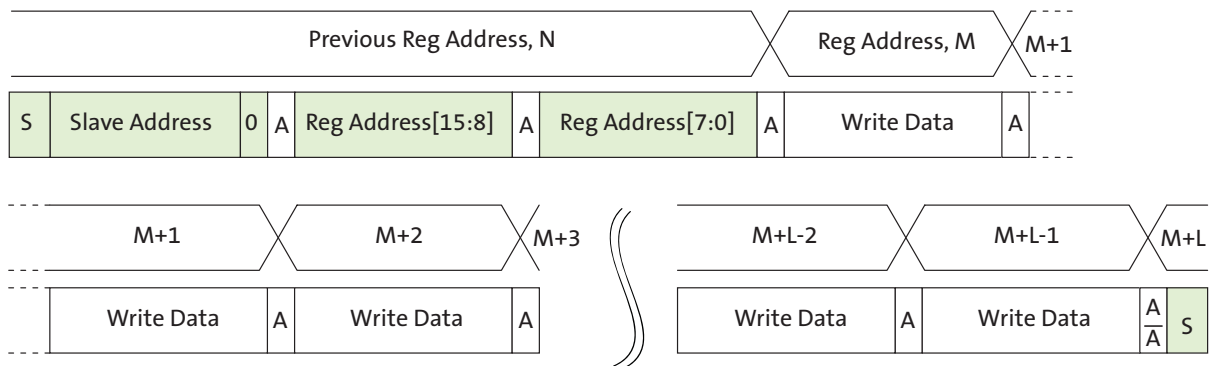 Previous Reg Address, N Reg Address, M M+1
S Slave Address 0 A Reg Address[15:8] A Reg Address[7:0] A Write Data A
M+1 M+2 M+3 M+L-2 M+L-1 M+L
Write Data A Write Data A Write Data A Write Data A/A̅ S